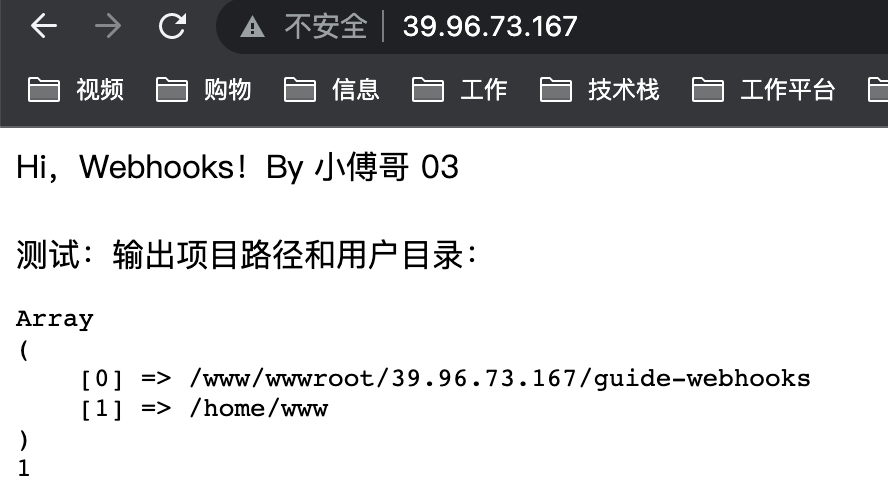 不安全 39.96.73.167
视频 购物 信息 工作 技术栈 工作平台
Hi，Webhooks！By 小傅哥 03
测试：输出项目路径和用户目录：
Array
(
    [0] => /www/wwwroot/39.96.73.167/guide-webhooks
    [1] => /home/www
)
1